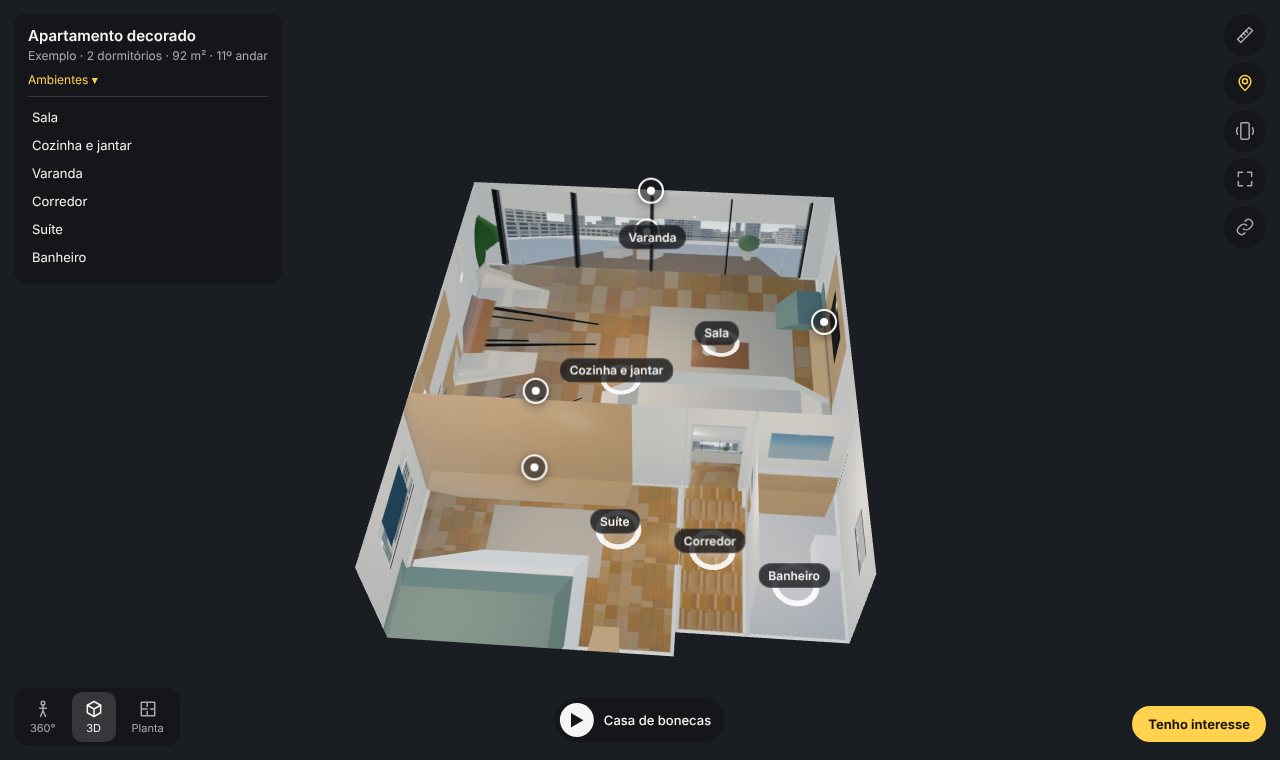 Apartamento decorado
Exemplo · 2 dormitórios · 92 m² · 11º andar
Ambientes ▾
Sala
Cozinha e jantar
Varanda
Corredor
Suíte
Banheiro
Varanda
Sala
Cozinha e jantar
Suíte
Corredor
Banheiro
360°
3D
Planta
Casa de bonecas
Tenho interesse